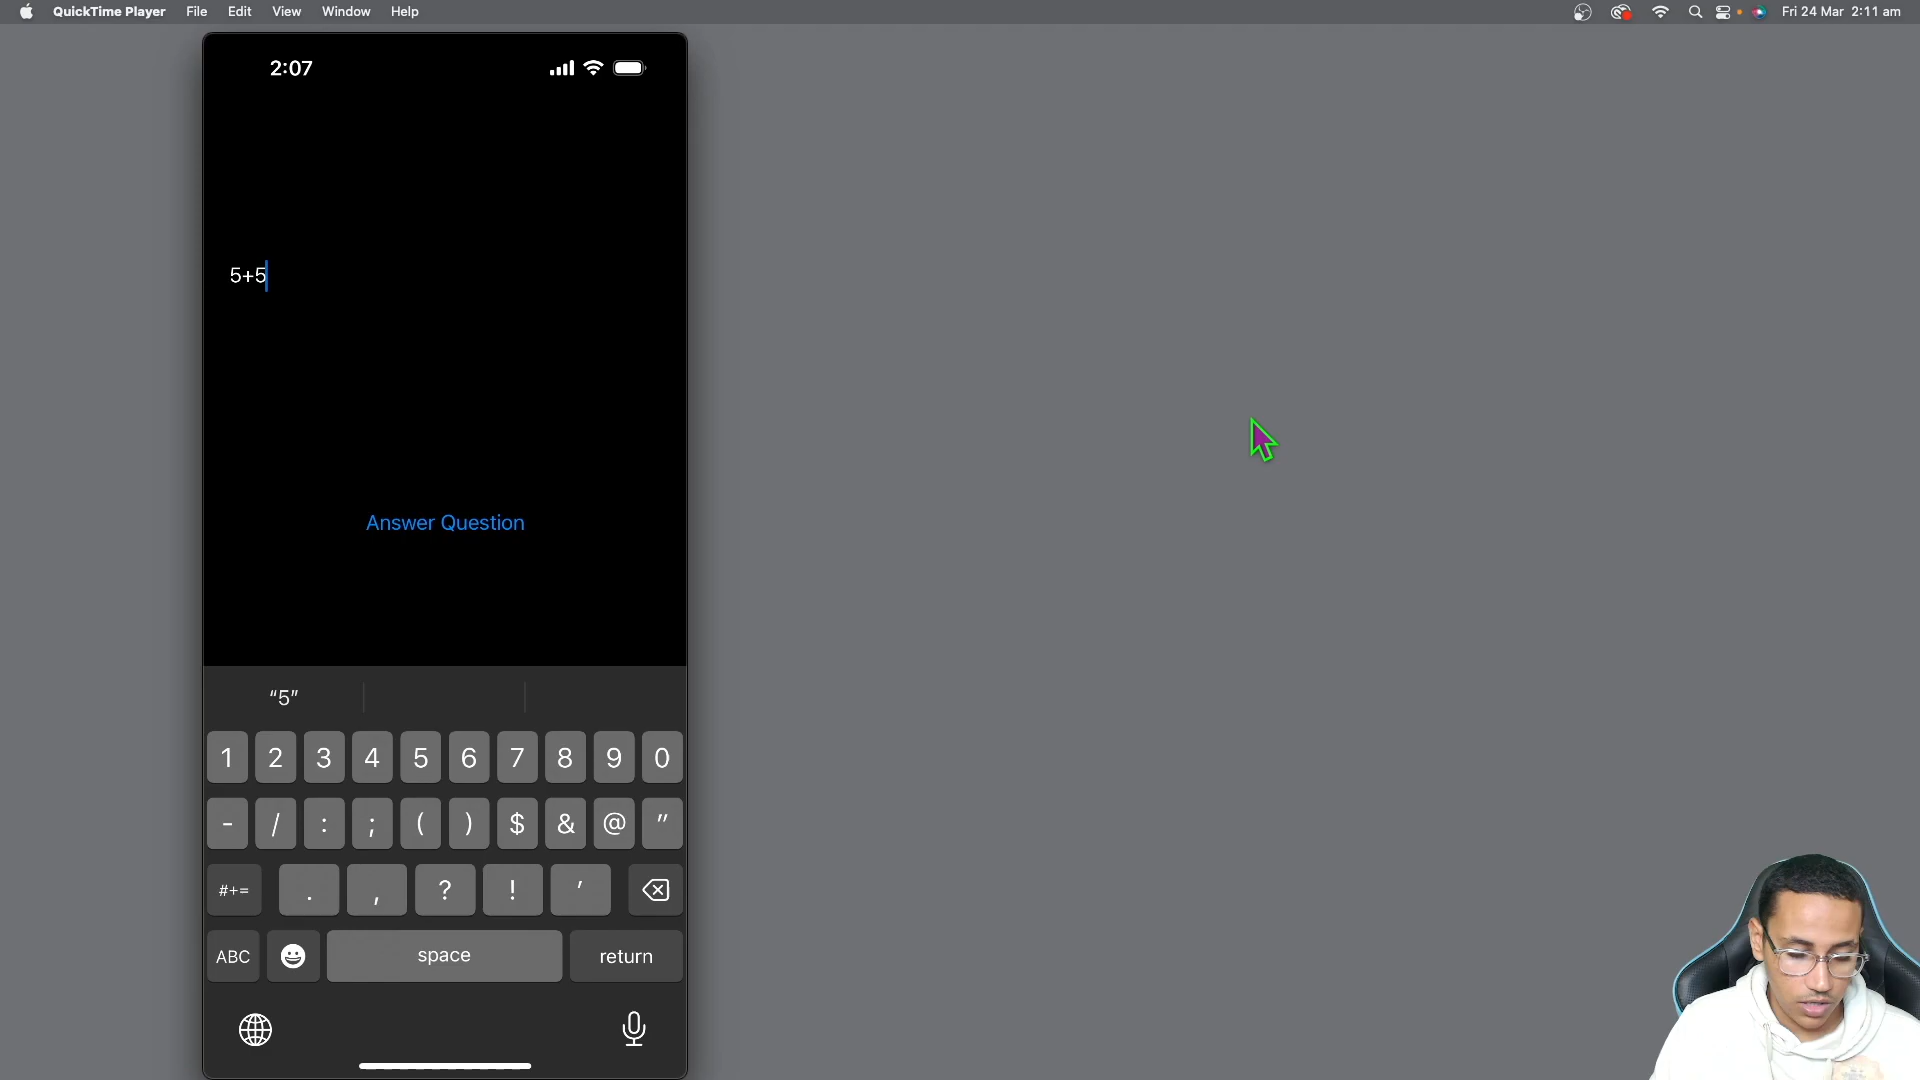 QuickTime Player File Edit View Window Help Fri 24 Mar 2:11 am
2:07
5+5
Answer Question
“5”
1 2 3 4 5 6 7 8 9 0
- / : ; ( ) $ & @ "
#+= . , ? ! '
ABC space return